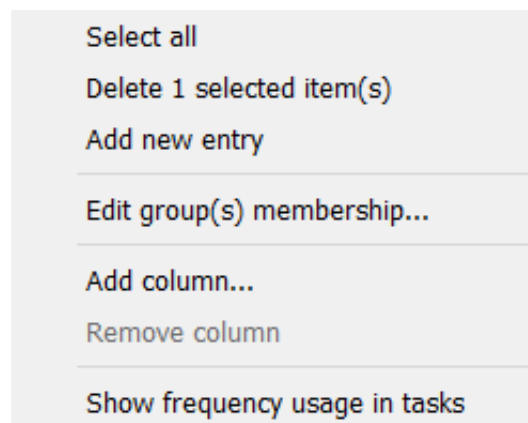 Select all
Delete 1 selected item(s)
Add new entry
Edit group(s) membership...
Add column...
Remove column
Show frequency usage in tasks